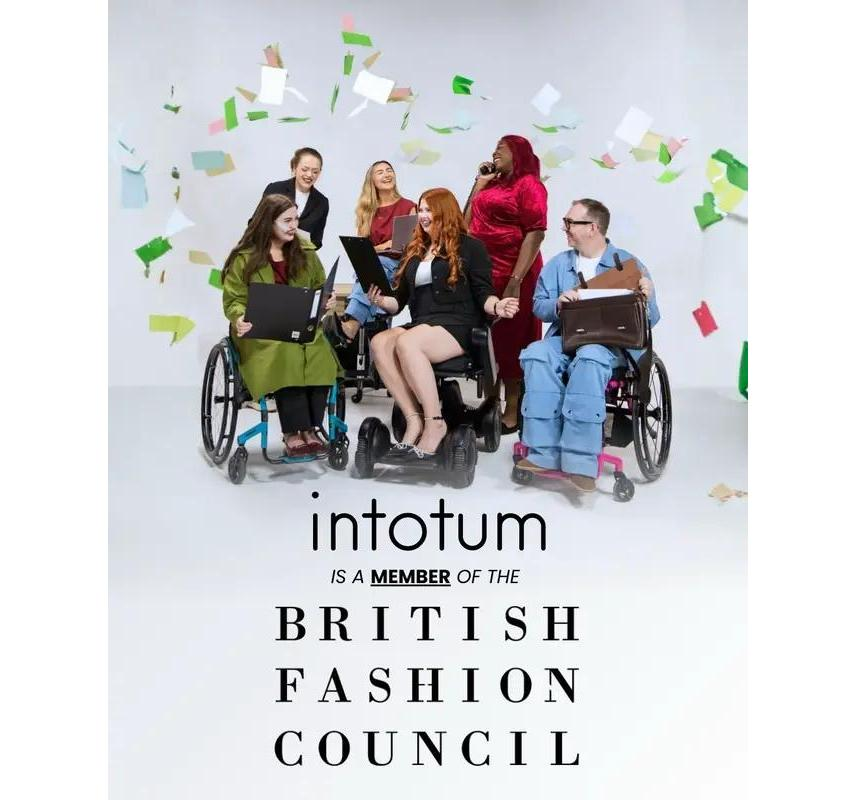 intotum
IS A MEMBER OF THE
BRITISH
FASHION
COUNCIL